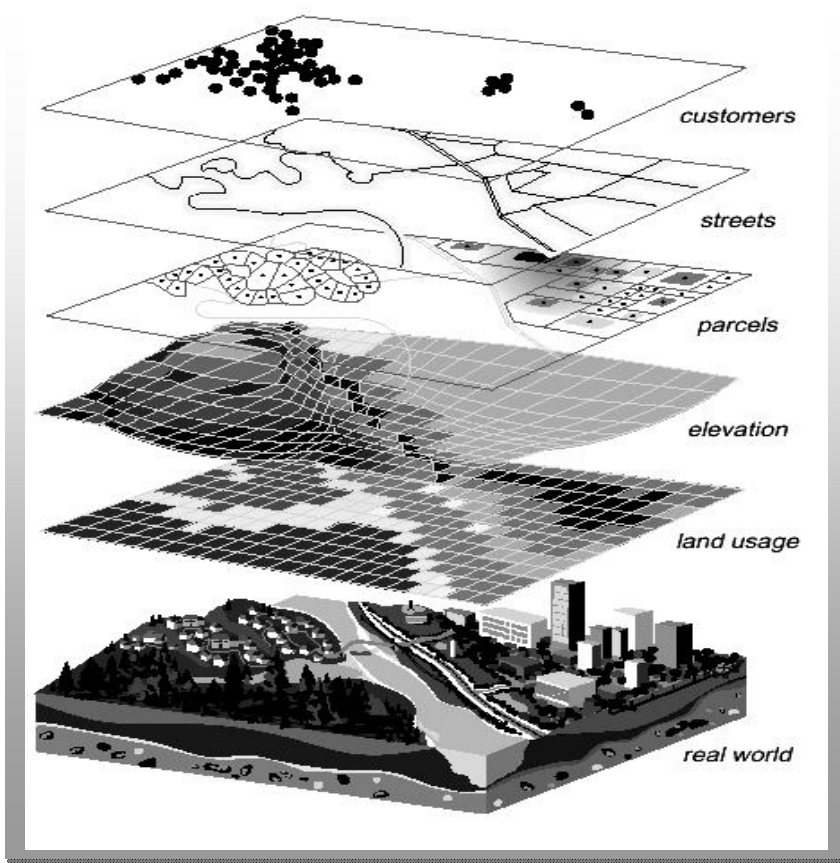 customers
streets
parcels
elevation
land usage
real world